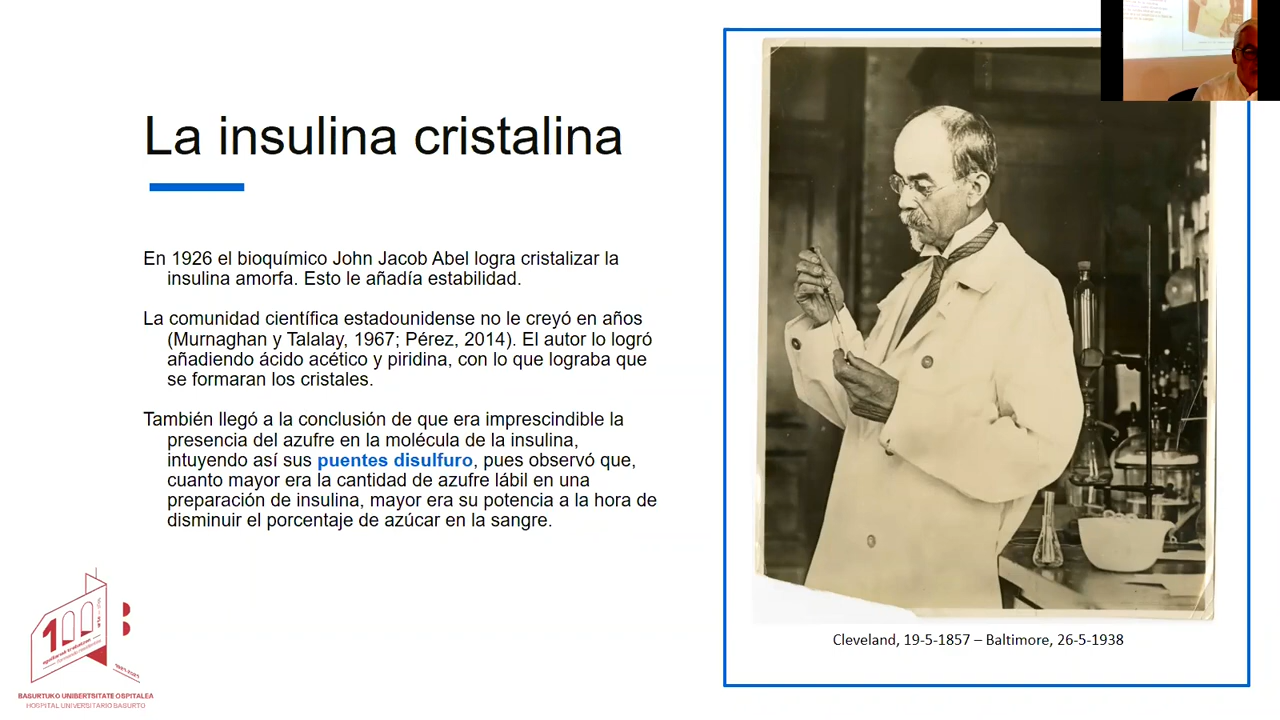 La insulina cristalina
En 1926 el bioquímico John Jacob Abel logra cristalizar la
insulina amorfa. Esto le añadía estabilidad.
La comunidad científica estadounidense no le creyó en años
(Murnaghan y Talalay, 1967; Pérez, 2014). El autor lo logró
añadiendo ácido acético y piridina, con lo que lograba que
se formaran los cristales.
También llegó a la conclusión de que era imprescindible la
presencia del azufre en la molécula de la insulina,
intuyendo así sus puentes disulfuro, pues observó que,
cuanto mayor era la cantidad de azufre lábil en una
preparación de insulina, mayor era su potencia a la hora de
disminuir el porcentaje de azúcar en la sangre.
Cleveland, 19-5-1857 – Baltimore, 26-5-1938
100
B
BASURTUKO UNIBERTSITATE OSPITALEA
HOSPITAL UNIVERSITARIO BASURTO